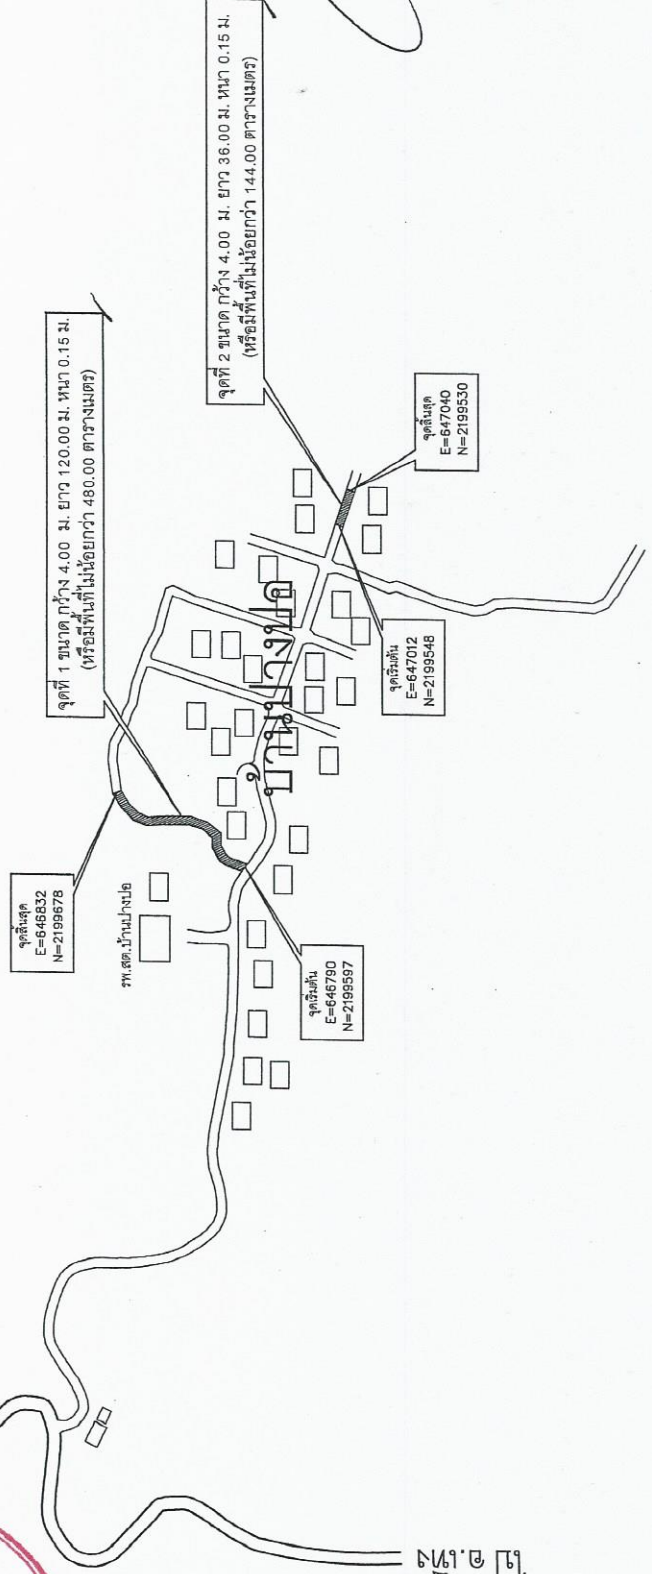 จุดที่ 1 ขนาด กว้าง 4.00 ม. ยาว 120.00 ม. หนา 0.15 ม.
(หรือมีพื้นที่ไม่น้อยกว่า 480.00 ตารางเมตร)
จุดที่ 2 ขนาด กว้าง 4.00 ม. ยาว 36.00 ม. หนา 0.15 ม.
(หรือมีพื้นที่ไม่น้อยกว่า 144.00 ตารางเมตร)
จุดสิ้นสุด
E=646832
N=2199678
รพ.สต.บ้านปางปอ
จุดเริ่มต้น
E=646790
N=2199597
บ้านปางปอ
จุดเริ่มต้น
E=647012
N=2199548
จุดสิ้นสุด
E=647040
N=2199530
ไป อ.เทิง